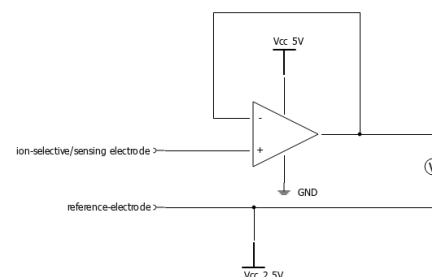 Vcc 5V
-
ion-selective/sensing electrode
+
GND
reference-electrode
Vcc 2.5V